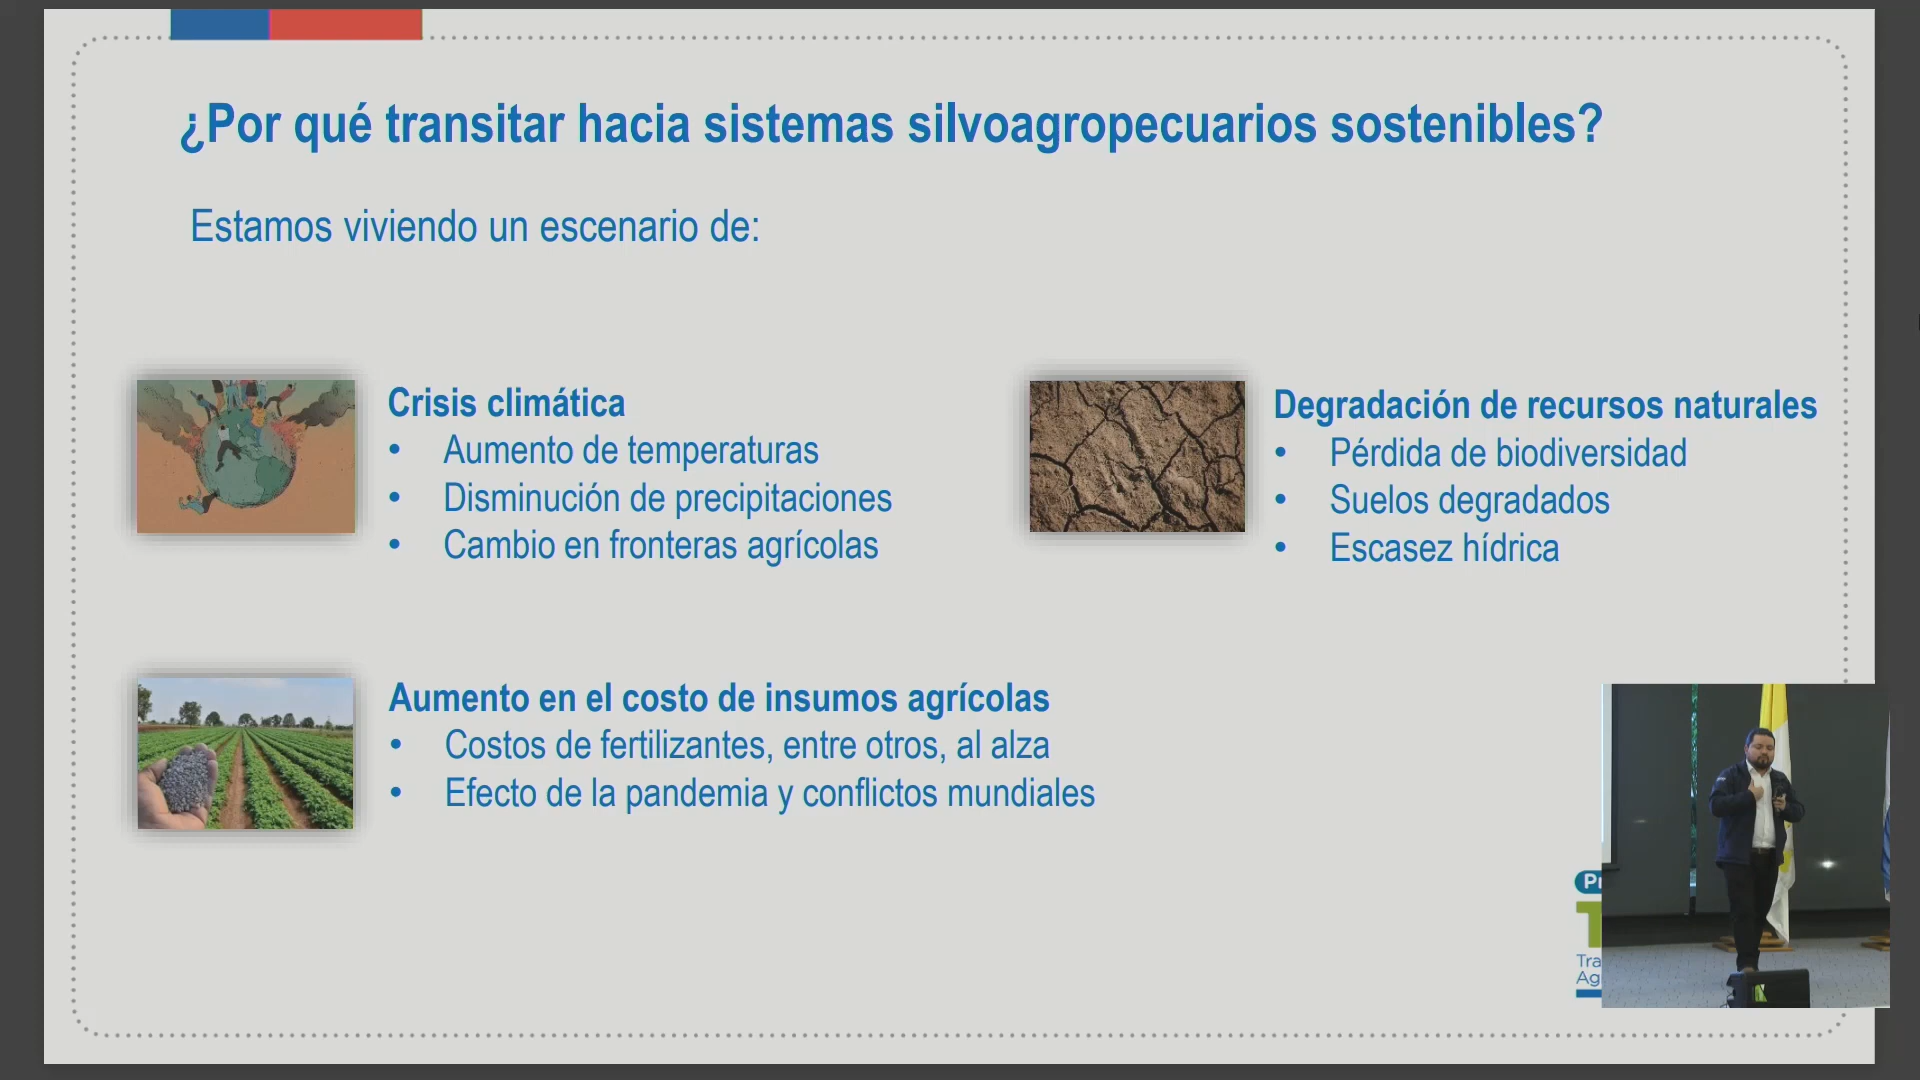 ¿Por qué transitar hacia sistemas silvoagropecuarios sostenibles?
Estamos viviendo un escenario de:
Crisis climática
• Aumento de temperaturas
• Disminución de precipitaciones
• Cambio en fronteras agrícolas
Degradación de recursos naturales
• Pérdida de biodiversidad
• Suelos degradados
• Escasez hídrica
Aumento en el costo de insumos agrícolas
• Costos de fertilizantes, entre otros, al alza
• Efecto de la pandemia y conflictos mundiales